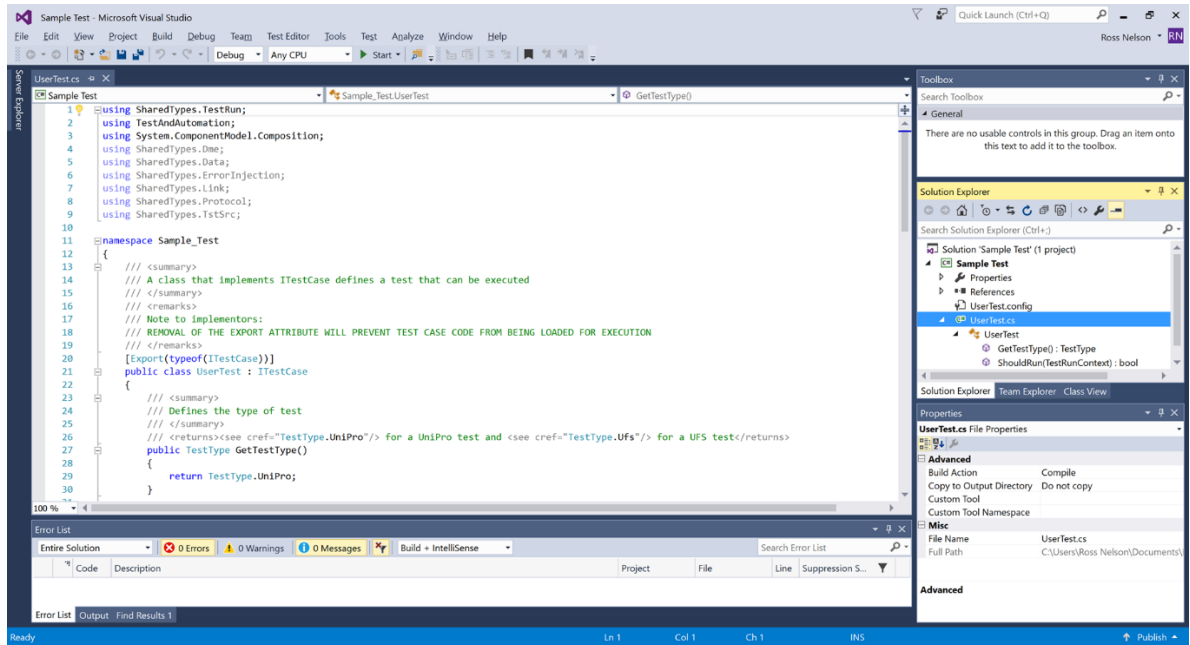 Sample Test - Microsoft Visual Studio
Quick Launch (Ctrl+Q)
File Edit View Project Build Debug Team Test Editor Tools Test Analyze Window Help
Ross Nelson RN
Debug Any CPU Start
Server Explorer
UserTest.cs
Sample Test Sample_Test.UserTest GetTestType()
1 using SharedTypes.TestRun;
2 using TestAndAutomation;
3 using System.ComponentModel.Composition;
4 using SharedTypes.Dme;
5 using SharedTypes.Data;
6 using SharedTypes.ErrorInjection;
7 using SharedTypes.Link;
8 using SharedTypes.Protocol;
9 using SharedTypes.TstSrc;
10
11 namespace Sample_Test
12 {
13 /// <summary>
14 /// A class that implements ITestCase defines a test that can be executed
15 /// </summary>
16 /// <remarks>
17 /// Note to implementors:
18 /// REMOVAL OF THE EXPORT ATTRIBUTE WILL PREVENT TEST CASE CODE FROM BEING LOADED FOR EXECUTION
19 /// </remarks>
20 [Export(typeof(ITestCase))]
21 public class UserTest : ITestCase
22 {
23 /// <summary>
24 /// Defines the type of test
25 /// </summary>
26 /// <returns><see cref="TestType.UniPro"/> for a UniPro test and <see cref="TestType.Ufs"/> for a UFS test</returns>
27 public TestType GetTestType()
28 {
29 return TestType.UniPro;
30 }
100 %
Toolbox
Search Toolbox
General
There are no usable controls in this group. Drag an item onto
this text to add it to the toolbox.
Solution Explorer
Search Solution Explorer (Ctrl+;)
Solution 'Sample Test' (1 project)
Sample Test
Properties
References
UserTest.config
UserTest.cs
UserTest
GetTestType() : TestType
ShouldRun(TestRunContext) : bool
Solution Explorer Team Explorer Class View
Properties
UserTest.cs File Properties
Advanced
Build Action Compile
Copy to Output Directory Do not copy
Custom Tool
Custom Tool Namespace
Misc
File Name UserTest.cs
Full Path C:\Users\Ross Nelson\Documents\
Advanced
Error List
Entire Solution 0 Errors 0 Warnings 0 Messages Build + IntelliSense Search Error List
Code Description Project File Line Suppression S...
Error List Output Find Results 1
Ready Ln 1 Col 1 Ch 1 INS Publish